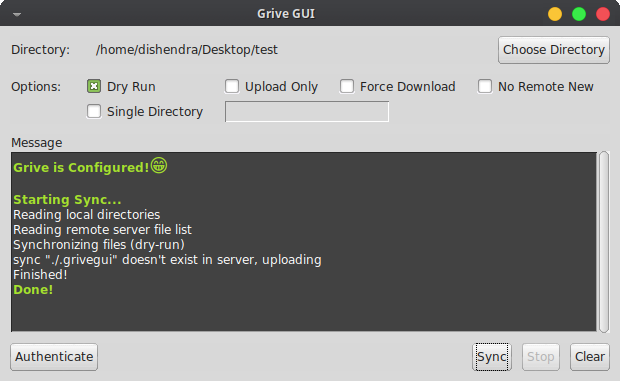 Grive GUI
Directory: /home/dishendra/Desktop/test Choose Directory
Options: Dry Run Upload Only Force Download No Remote New
Single Directory
Message
Grive is Configured!😁
Starting Sync...
Reading local directories
Reading remote server file list
Synchronizing files (dry-run)
sync "./.grivegui" doesn't exist in server, uploading
Finished!
Done!
Authenticate Sync Stop Clear